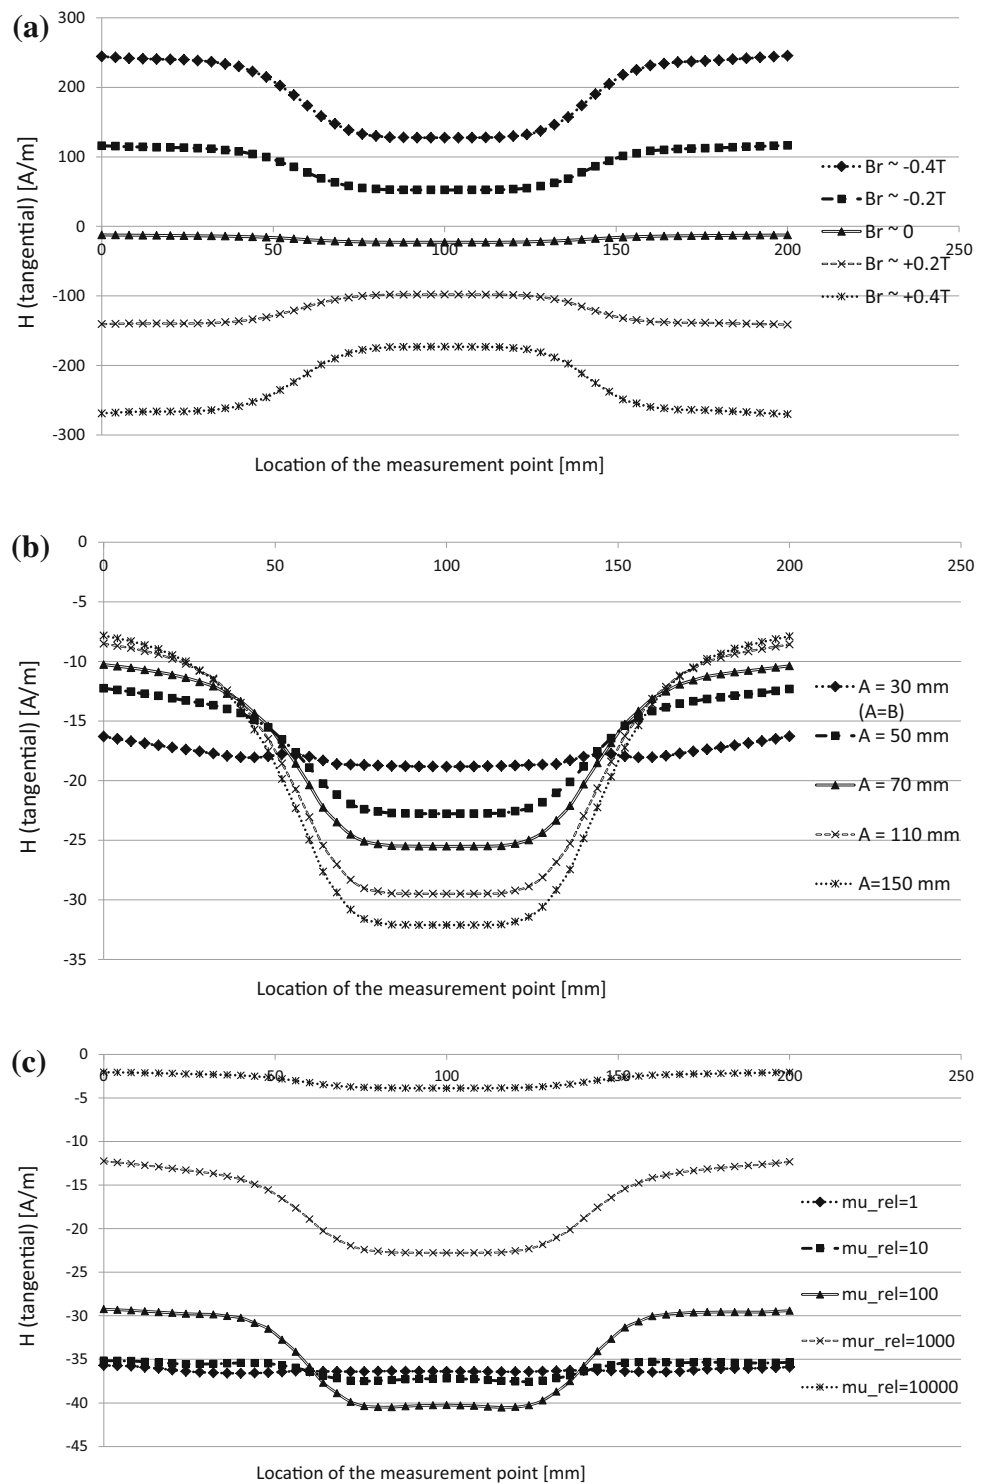 (a)
300
200
100
0
-100
-200
-300
0
50
100
150
200
250
H (tangential) [A/m]
Location of the measurement point [mm]
Br ~ -0.4T
Br ~ -0.2T
Br ~ 0
Br ~ +0.2T
Br ~ +0.4T
(b)
0
-5
-10
-15
-20
-25
-30
-35
0
50
100
150
200
250
H (tangential) [A/m]
Location of the measurement point [mm]
A = 30 mm
(A=B)
A = 50 mm
A = 70 mm
A = 110 mm
A=150 mm
(c)
0
-5
-10
-15
-20
-25
-30
-35
-40
-45
0
50
100
150
200
250
H (tangential) [A/m]
Location of the measurement point [mm]
mu_rel=1
mu_rel=10
mu_rel=100
mur_rel=1000
mu_rel=10000